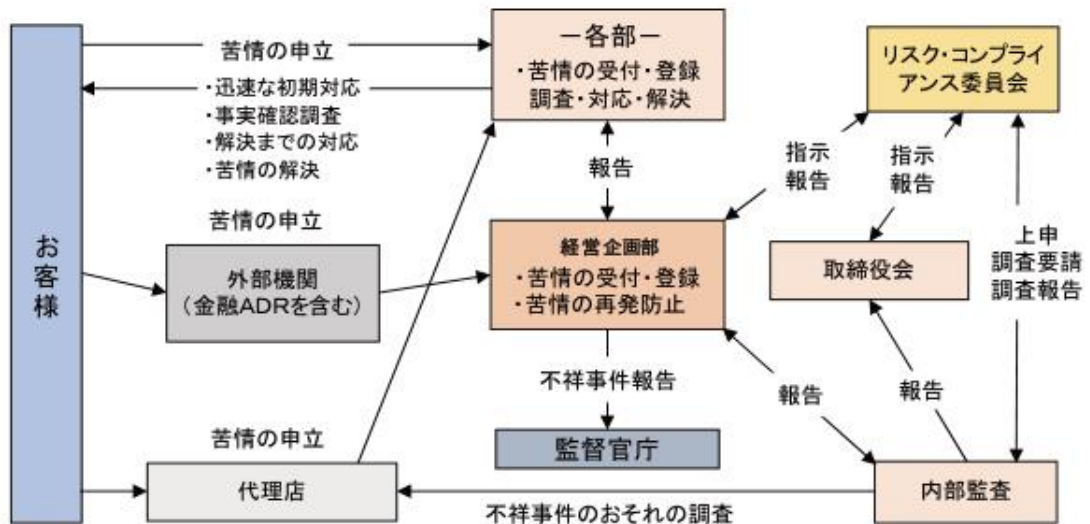 お客様
苦情の申立
・迅速な初期対応
・事実確認調査
・解決までの対応
・苦情の解決
－各部－
・苦情の受付・登録
調査・対応・解決
リスク・コンプライ
アンス委員会
報告
指示
報告
指示
報告
上申
調査要請
調査報告
苦情の申立
外部機関
（金融ADRを含む）
経営企画部
・苦情の受付・登録
・苦情の再発防止
取締役会
不祥事件報告
報告
報告
監督官庁
苦情の申立
代理店
不祥事件のおそれの調査
内部監査